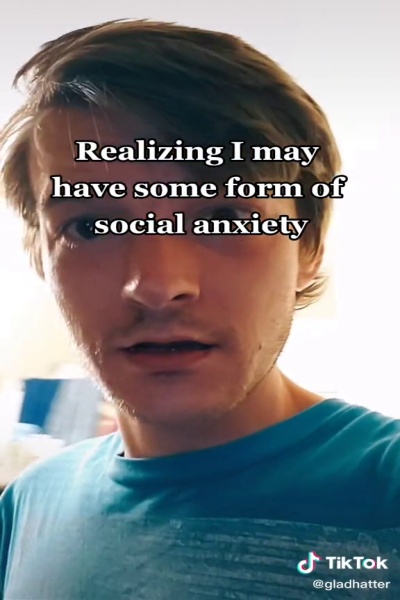 Realizing I may
have some form of
social anxiety
TikTok
@gladhatter